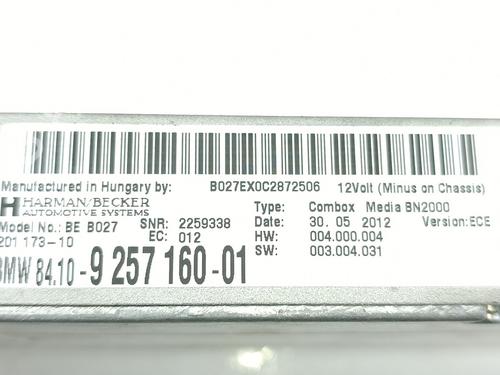 Manufactured in Hungary by: B027EX0C2872506 12Volt (Minus on Chassis)
HARMAN/BECKER
AUTOMOTIVE SYSTEMS
Type: Combox Media BN2000
Model No.: BE B027 SNR: 2259338 Date: 30. 05 2012 Version: ECE
201 173-10 EC: 012 HW: 004.000.004
SW: 003.004.031
BMW 84.10-9 257 160-01